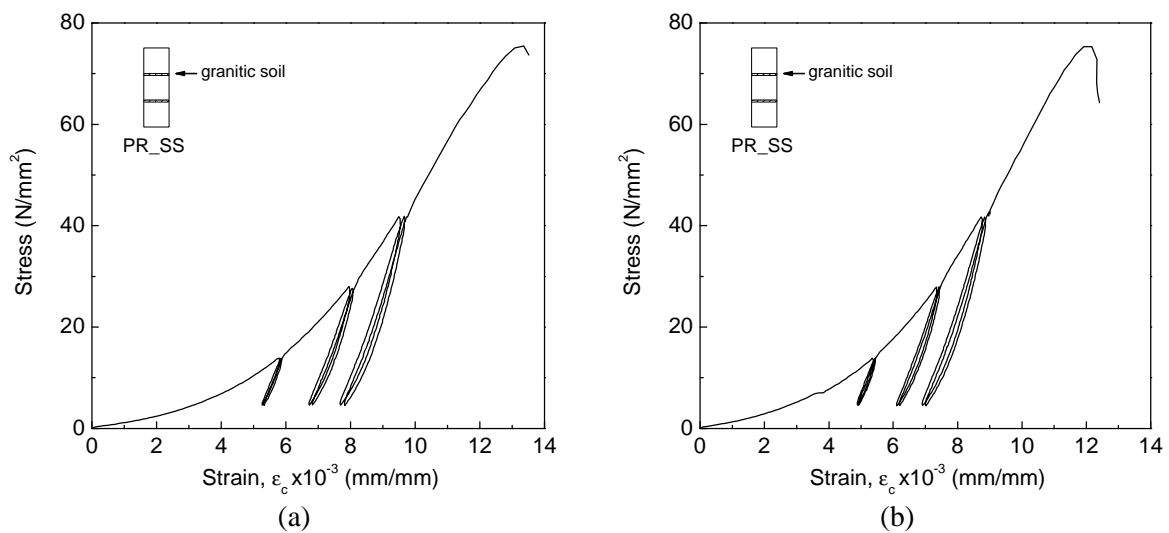 80
60
40
20
0
0 2 4 6 8 10 12 14
Stress (N/mm²)
Strain, εc x10⁻³ (mm/mm)
granitic soil
PR_SS
(a)
80
60
40
20
0
0 2 4 6 8 10 12 14
Stress (N/mm²)
Strain, εc x10⁻³ (mm/mm)
granitic soil
PR_SS
(b)